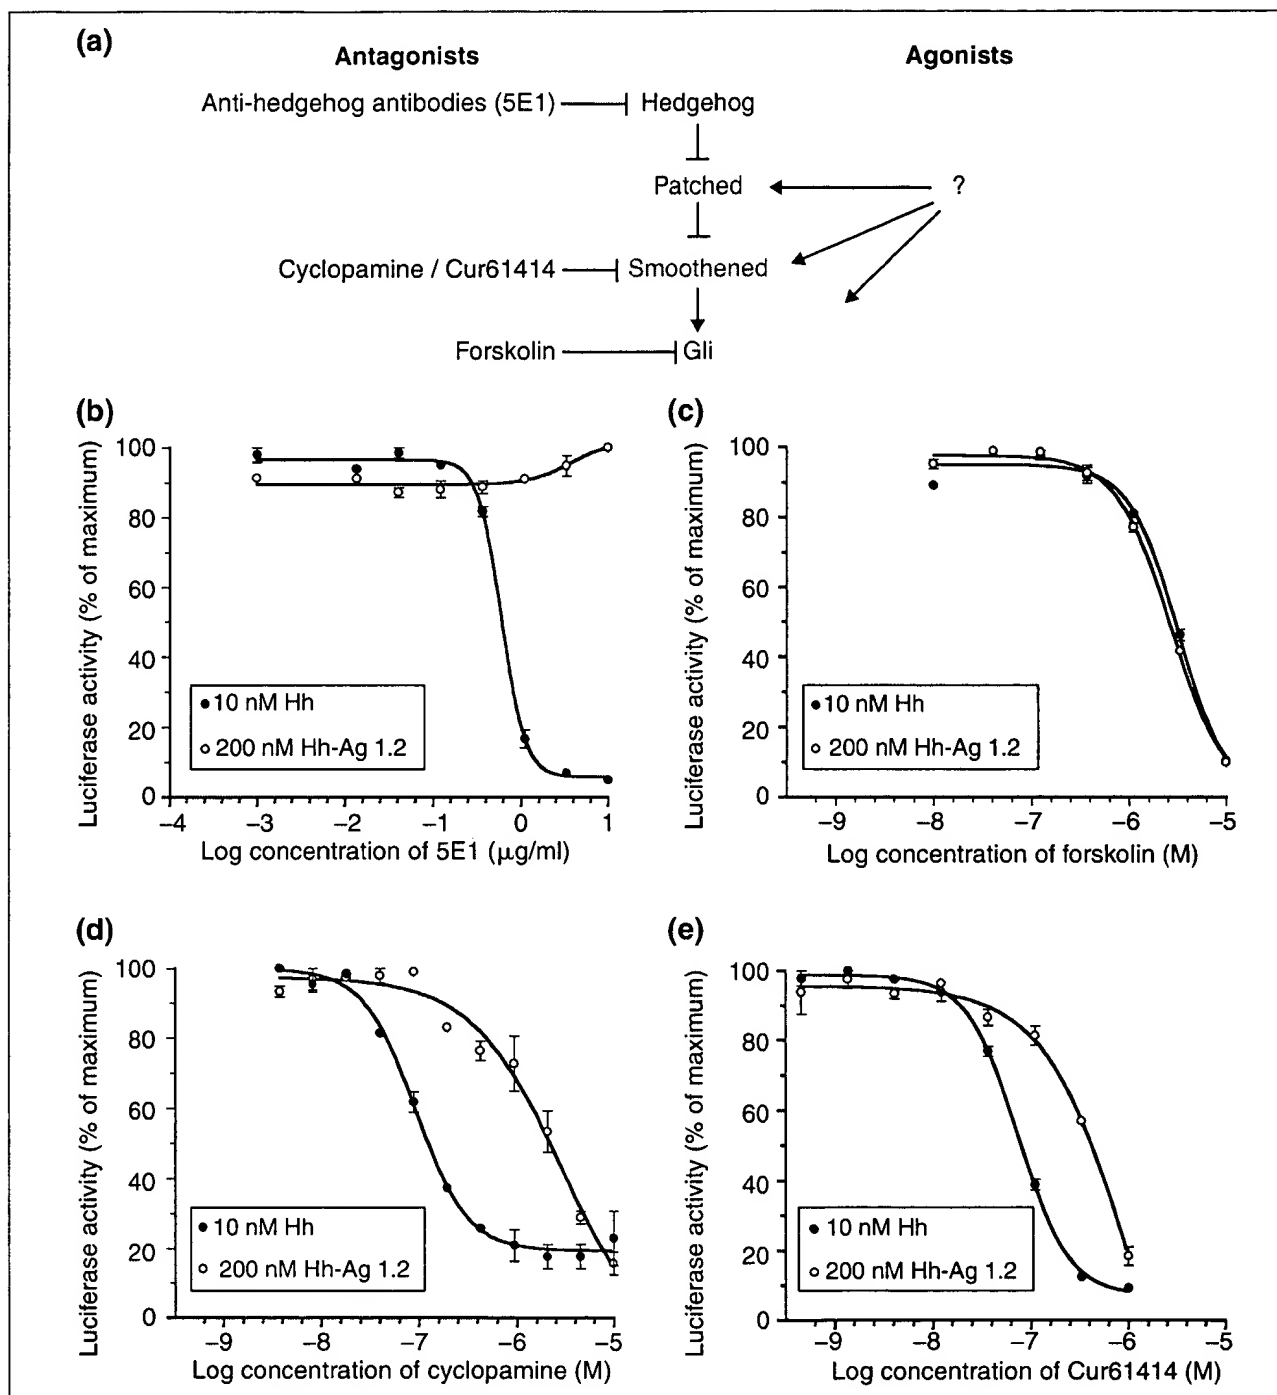 (a)
Antagonists
Agonists
Anti-hedgehog antibodies (5E1)
Hedgehog
Patched
?
Cyclopamine / Cur61414
Smoothened
Forskolin
Gli
(b)
Luciferase activity (% of maximum)
100
80
60
40
20
0
10 nM Hh
200 nM Hh-Ag 1.2
−4 −3 −2 −1 0 1
Log concentration of 5E1 (μg/ml)
(c)
Luciferase activity (% of maximum)
100
80
60
40
20
0
10 nM Hh
200 nM Hh-Ag 1.2
−9 −8 −7 −6 −5
Log concentration of forskolin (M)
(d)
Luciferase activity (% of maximum)
100
80
60
40
20
0
10 nM Hh
200 nM Hh-Ag 1.2
−9 −8 −7 −6 −5
Log concentration of cyclopamine (M)
(e)
Luciferase activity (% of maximum)
100
80
60
40
20
0
10 nM Hh
200 nM Hh-Ag 1.2
−9 −8 −7 −6 −5
Log concentration of Cur61414 (M)